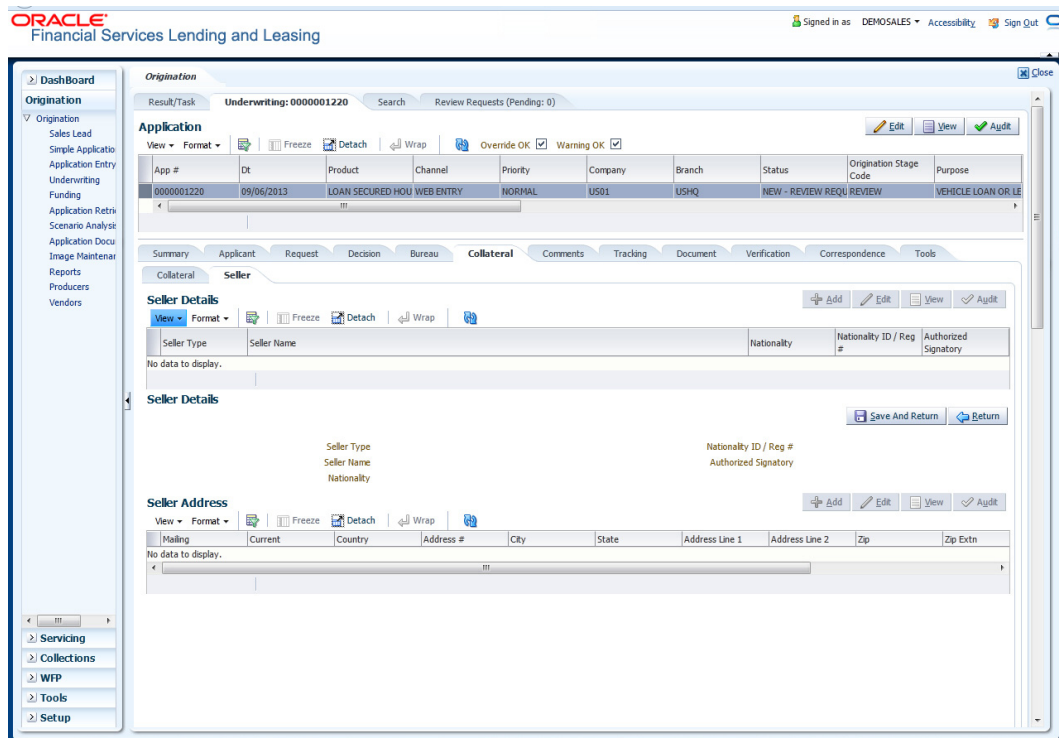 ORACLE
Financial Services Lending and Leasing
Signed in as DEMOSALES Accessibility Sign Out
Close
DashBoard
Origination
Origination
Sales Lead
Simple Applicatio
Application Entry
Underwriting
Funding
Application Retri
Scenario Analysis
Application Docu
Image Maintenar
Reports
Producers
Vendors
Servicing
Collections
WFP
Tools
Setup
Origination
Result/Task Underwriting: 0000001220 Search Review Requests (Pending: 0)
Application
Edit View Audit
View Format Freeze Detach Wrap Override OK Warning OK
App # Dt Product Channel Priority Company Branch Status Origination Stage Code Purpose
0000001220 09/06/2013 LOAN SECURED HOU WEB ENTRY NORMAL US01 USHQ NEW - REVIEW REQU REVIEW VEHICLE LOAN OR LE
Summary Applicant Request Decision Bureau Collateral Comments Tracking Document Verification Correspondence Tools
Collateral Seller
Seller Details
Add Edit View Audit
View Format Freeze Detach Wrap
Seller Type Seller Name Nationality Nationality ID / Reg # Authorized Signatory
No data to display.
Seller Details
Save And Return Return
Seller Type Nationality ID / Reg #
Seller Name Authorized Signatory
Nationality
Seller Address
Add Edit View Audit
View Format Freeze Detach Wrap
Mailing Current Country Address # City State Address Line 1 Address Line 2 Zip Zip Extn
No data to display.